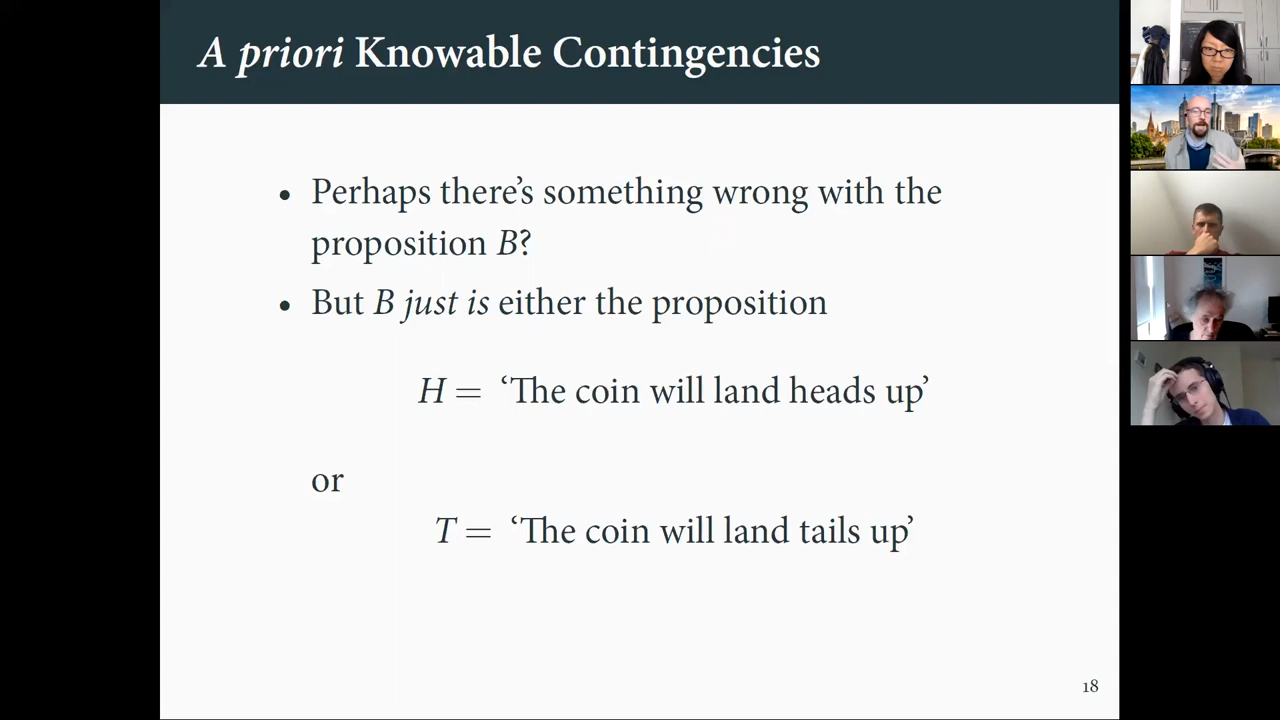 A priori Knowable Contingencies
• Perhaps there’s something wrong with the
proposition B?
• But B just is either the proposition
H = ‘The coin will land heads up’
or
T = ‘The coin will land tails up’
18